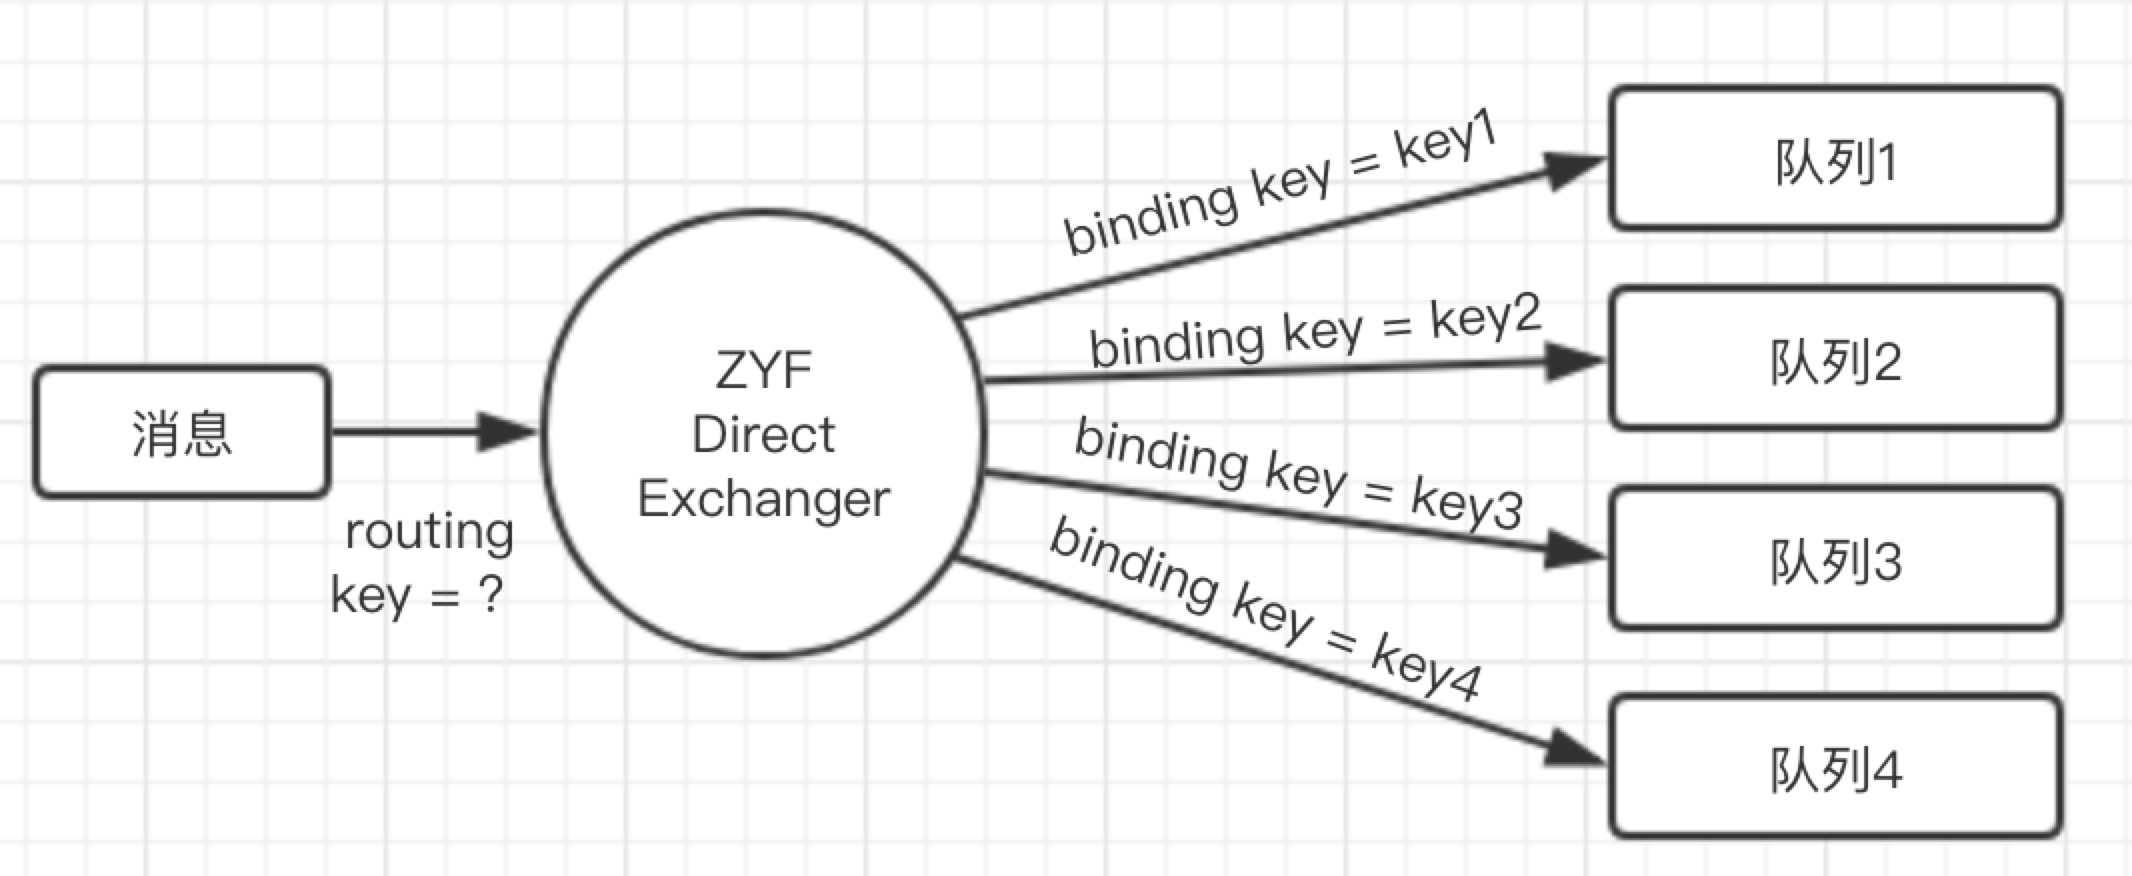 消息
routing
key = ?
ZYF
Direct
Exchanger
binding key = key1
binding key = key2
binding key = key3
binding key = key4
队列1
队列2
队列3
队列4